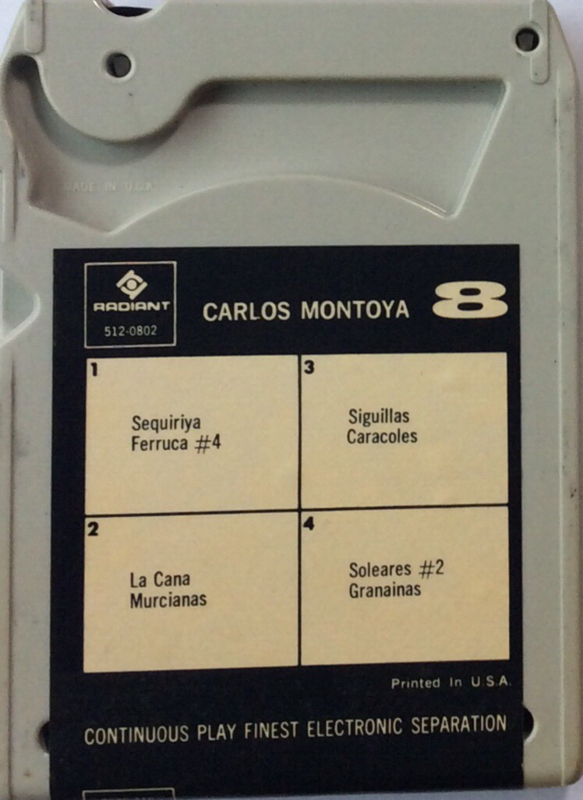 MADE IN U.S.A.
RADIANT
512-0802
CARLOS MONTOYA
8
1
Sequiriya
Ferruca #4
3
Siguillas
Caracoles
2
La Cana
Murcianas
4
Soleares #2
Granainas
Printed In U.S.A.
CONTINUOUS PLAY FINEST ELECTRONIC SEPARATION